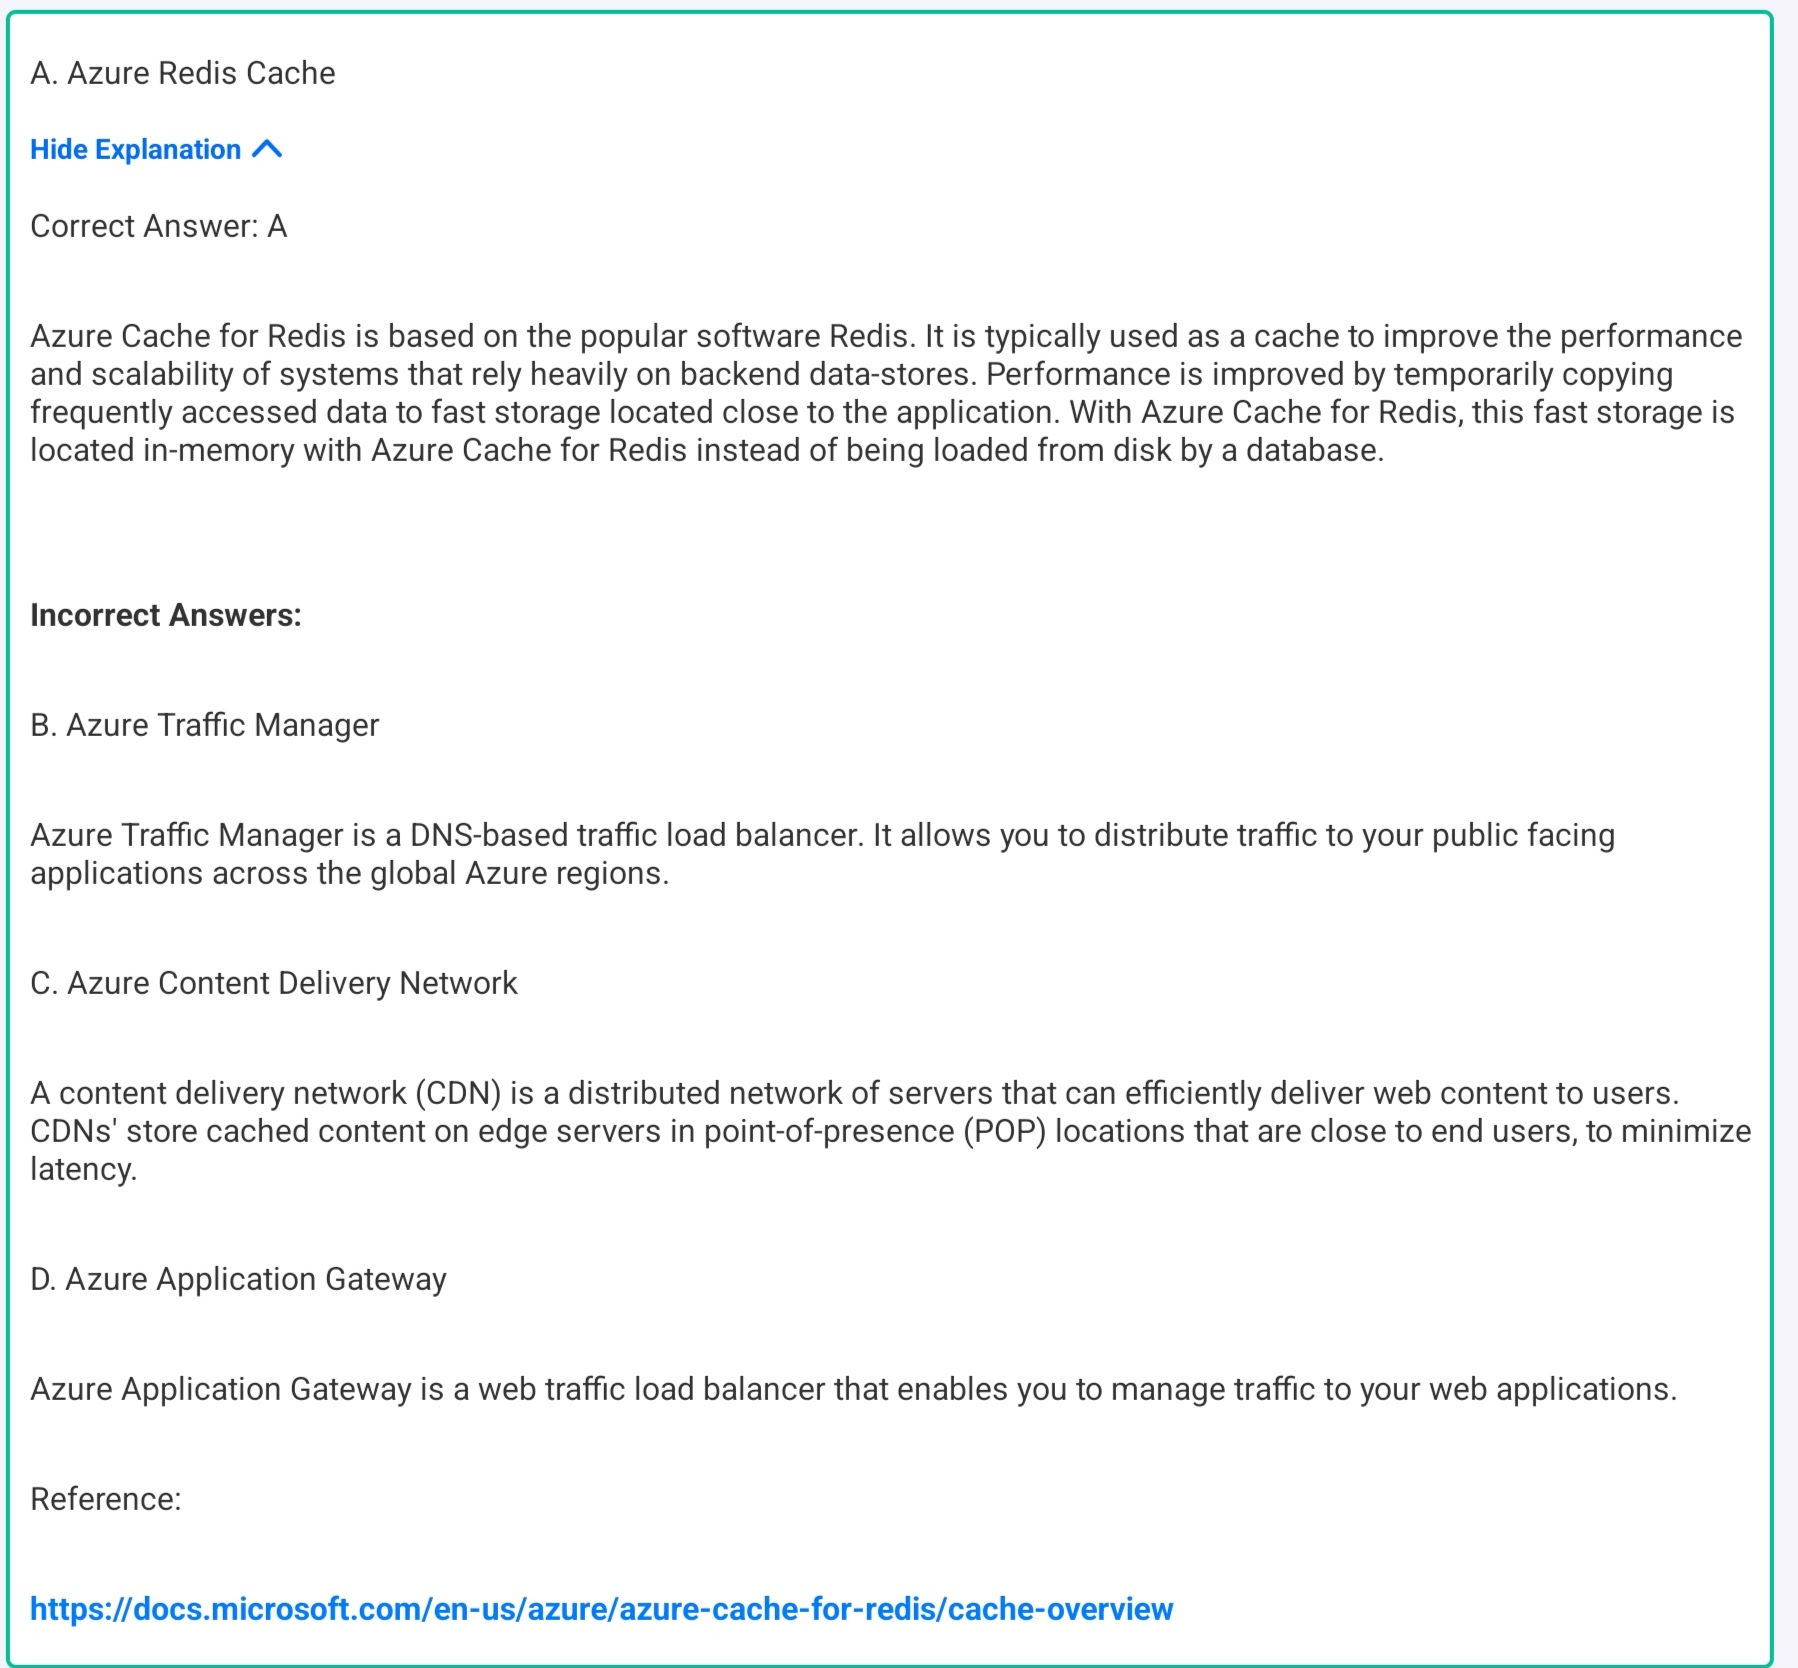 A. Azure Redis Cache
Hide Explanation
Correct Answer: A
Azure Cache for Redis is based on the popular software Redis. It is typically used as a cache to improve the performance
and scalability of systems that rely heavily on backend data-stores. Performance is improved by temporarily copying
frequently accessed data to fast storage located close to the application. With Azure Cache for Redis, this fast storage is
located in-memory with Azure Cache for Redis instead of being loaded from disk by a database.
Incorrect Answers:
B. Azure Traffic Manager
Azure Traffic Manager is a DNS-based traffic load balancer. It allows you to distribute traffic to your public facing
applications across the global Azure regions.
C. Azure Content Delivery Network
A content delivery network (CDN) is a distributed network of servers that can efficiently deliver web content to users.
CDNs' store cached content on edge servers in point-of-presence (POP) locations that are close to end users, to minimize
latency.
D. Azure Application Gateway
Azure Application Gateway is a web traffic load balancer that enables you to manage traffic to your web applications.
Reference:
https://docs.microsoft.com/en-us/azure/azure-cache-for-redis/cache-overview